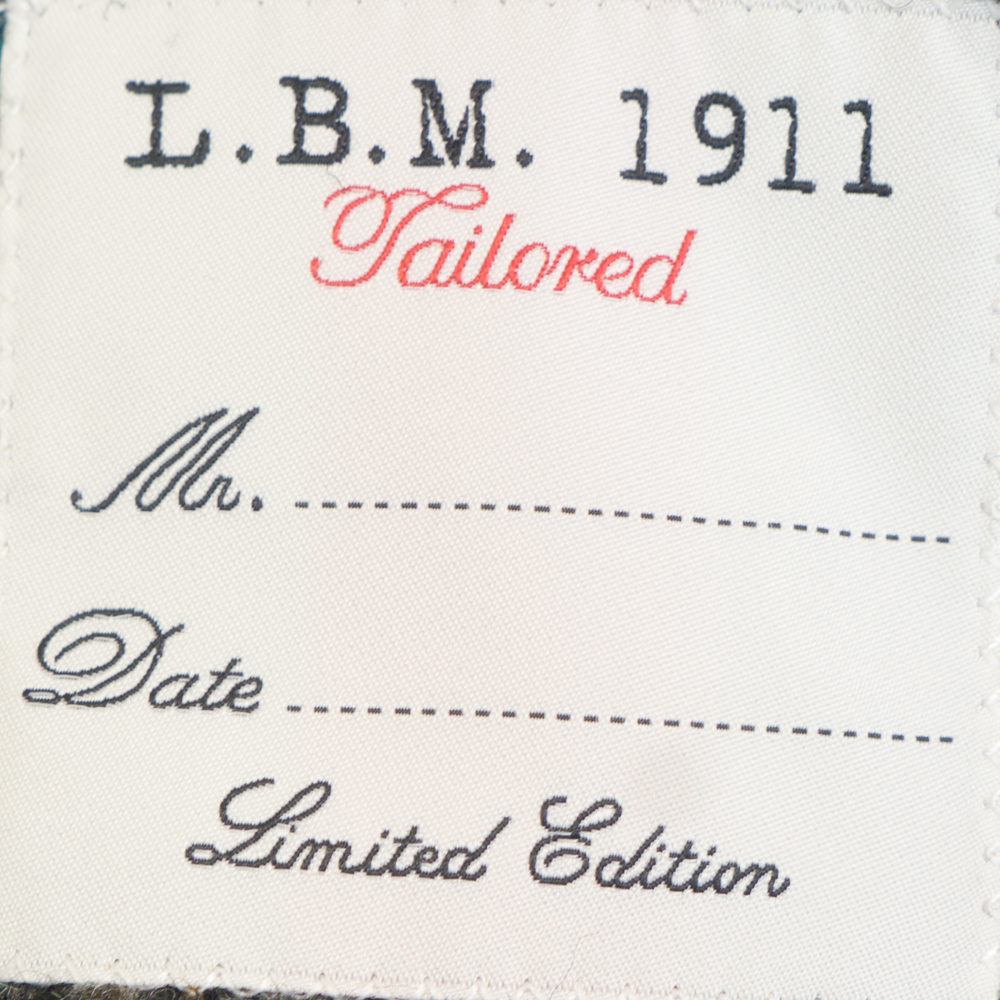 L.B.M. 1911
Tailored
Mr. -------------------------
Date -------------------------
Limited Edition